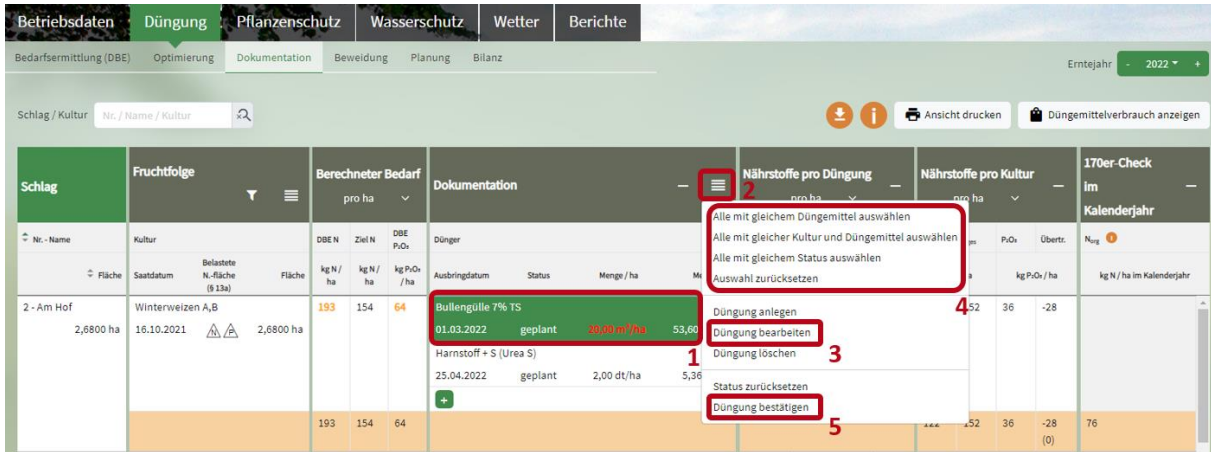 Betriebsdaten Düngung Pflanzenschutz Wasserschutz Wetter Berichte
Bedarfsermittlung (DBE) Optimierung Dokumentation Beweidung Planung Bilanz
Erntejahr - 2022 +
Schlag / Kultur Nr. / Name / Kultur
Ansicht drucken Düngemittelverbrauch anzeigen
Schlag
Fruchtfolge
Berechneter Bedarf
pro ha
Dokumentation
2
Nährstoffe pro Düngung
pro ha
Nährstoffe pro Kultur
pro ha
170er-Check
im
Kalenderjahr
Nr. - Name
Kultur
DBE N Ziel N DBE
P₂O₅
Dünger
P₂O₅ Übertr.
Norg
Fläche
Saatdatum Belastete
N.-fläche
(§ 13a)
Fläche
kg N /
ha
kg N /
ha
kg P₂O₅
/ ha
Ausbringdatum Status Menge / ha
kg P₂O₅ / ha
kg N / ha im Kalenderjahr
Alle mit gleichem Düngemittel auswählen
Alle mit gleicher Kultur und Düngemittel auswählen
Alle mit gleichem Status auswählen
Auswahl zurücksetzen
4
Düngung anlegen
Düngung bearbeiten
3
Düngung löschen
Status zurücksetzen
Düngung bestätigen
5
2 - Am Hof
2,6800 ha
Winterweizen A,B
16.10.2021 N P 2,6800 ha
193 154 64
Bullengülle 7% TS
01.03.2022 geplant 20,00 m³/ha 53,60
1
Harnstoff + S (Urea S)
25.04.2022 geplant 2,00 dt/ha 5,36
+
36 -28
193 154 64
122 152 36 -28
(0)
76